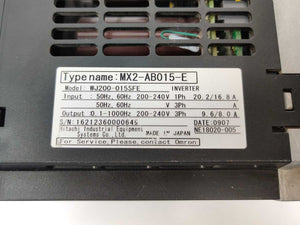 Type name: MX2-AB015-E
Model WJ200-015SFE INVERTER
Input : 50Hz, 60Hz 200-240V 1Ph 20.2/16.8 A
50Hz, 60Hz V 3Ph A
Output :0.1-1000Hz 200-240V 3Ph 9.6/8.0 A
S/N:1621236000064s DATE:0907
Hitachi Industrial Equipment Systems Co., Ltd. MADE IN JAPAN NE18020-005
For Service, Please contact Omron